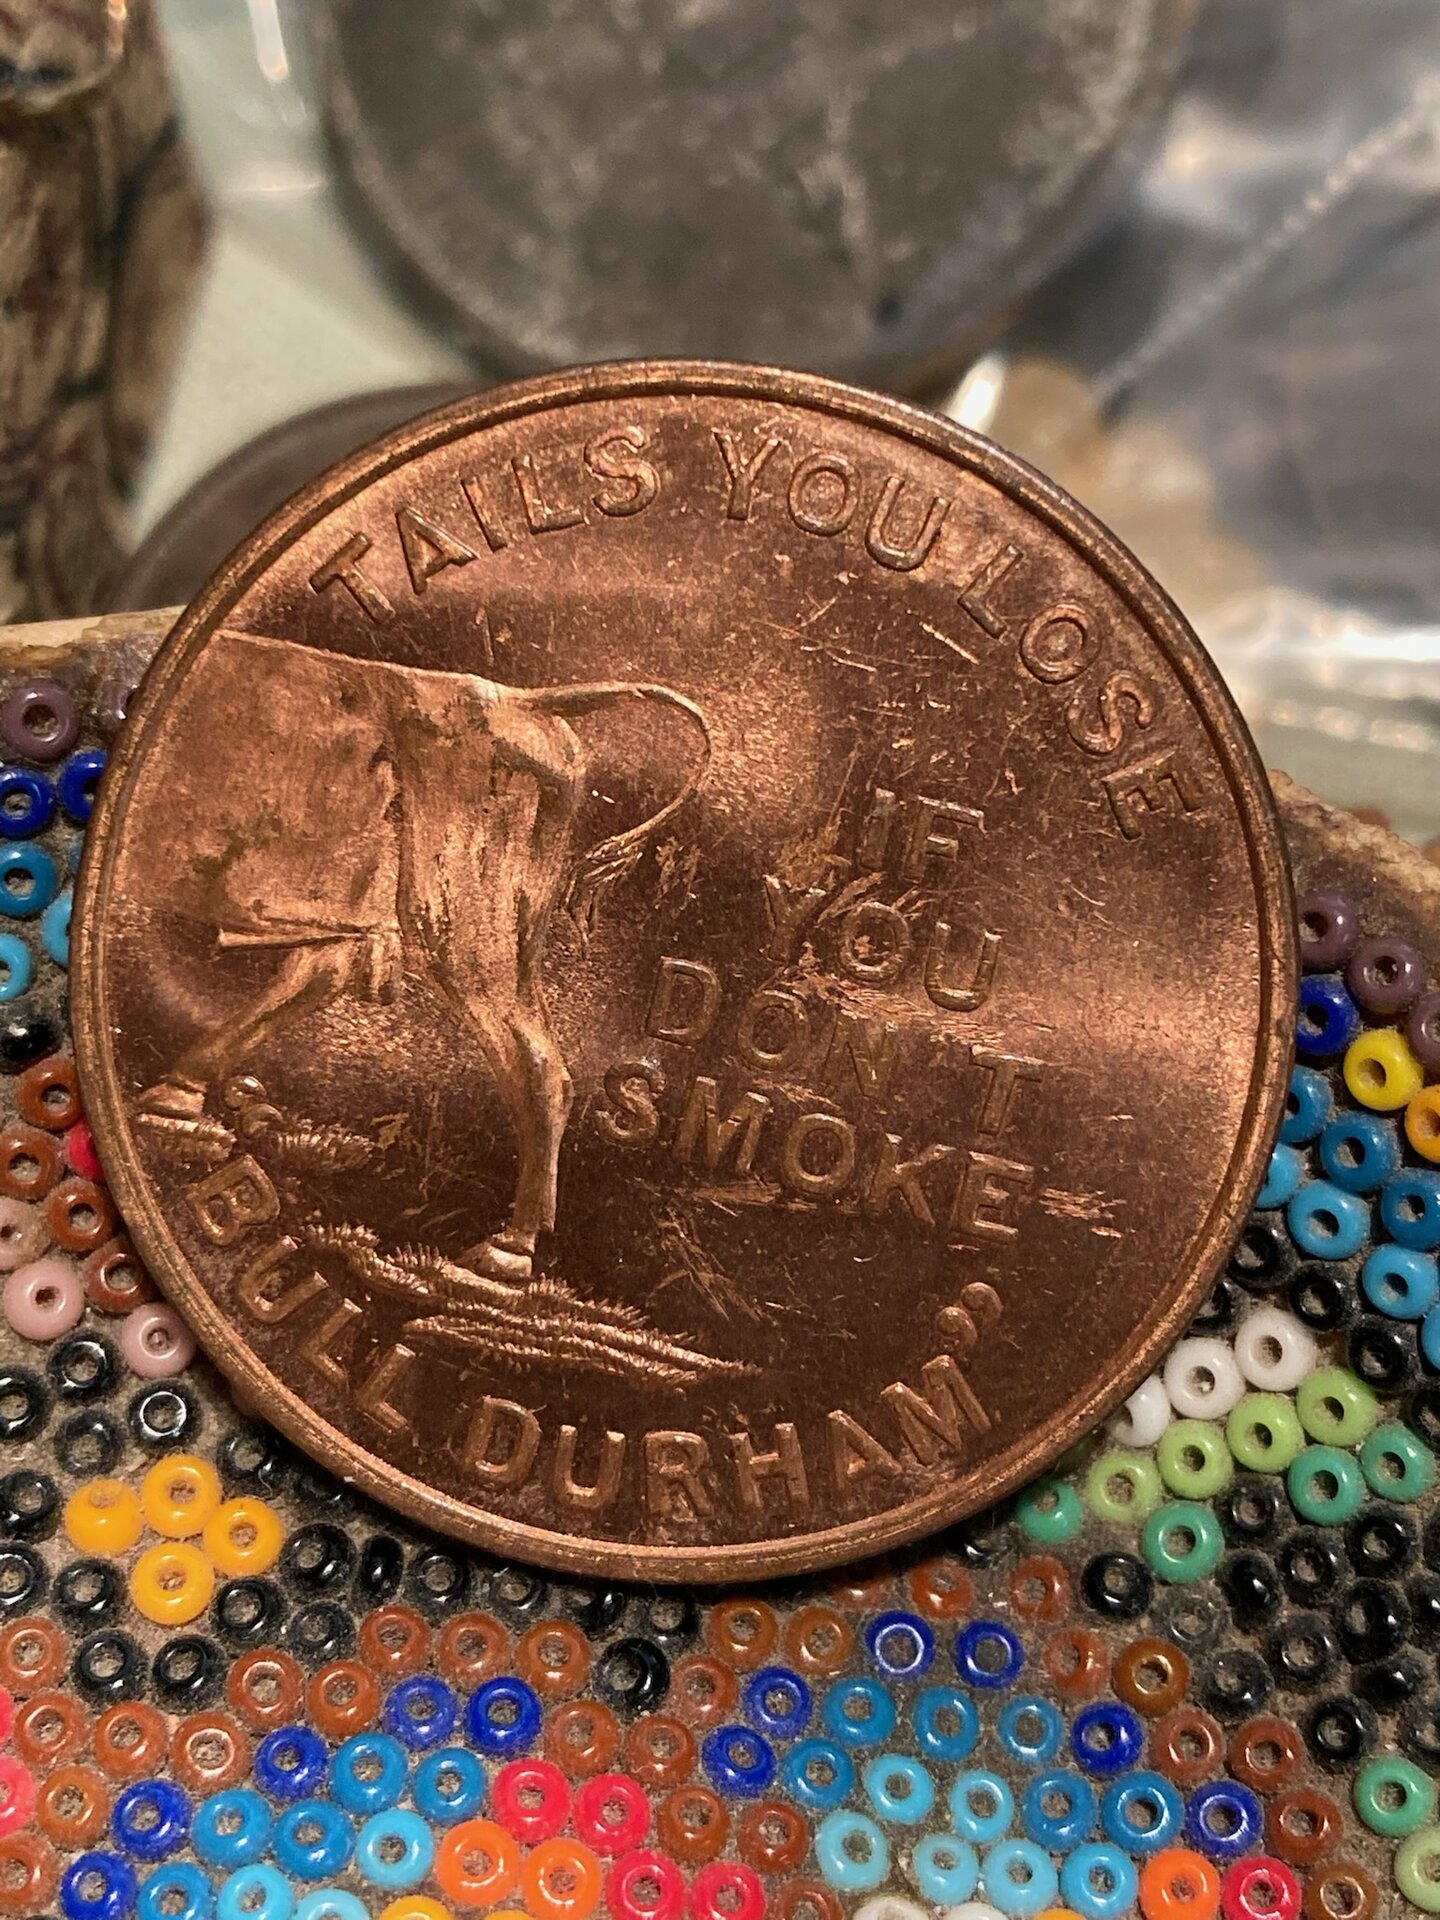 TAILS YOU LOSE
IF
YOU
DON T
SMOKE
“BULL DURHAM”